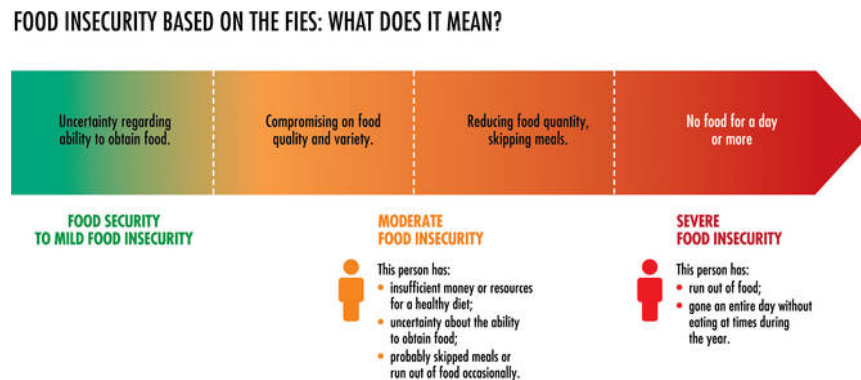 FOOD INSECURITY BASED ON THE FIES: WHAT DOES IT MEAN?
Uncertainty regarding
ability to obtain food.
Compromising on food
quality and variety.
Reducing food quantity,
skipping meals.
No food for a day
or more
FOOD SECURITY
TO MILD FOOD INSECURITY
MODERATE
FOOD INSECURITY
This person has:
• insufficient money or resources
for a healthy diet;
• uncertainty about the ability
to obtain food;
• probably skipped meals or
run out of food occasionally.
SEVERE
FOOD INSECURITY
This person has:
• run out of food;
• gone an entire day without
eating at times during
the year.